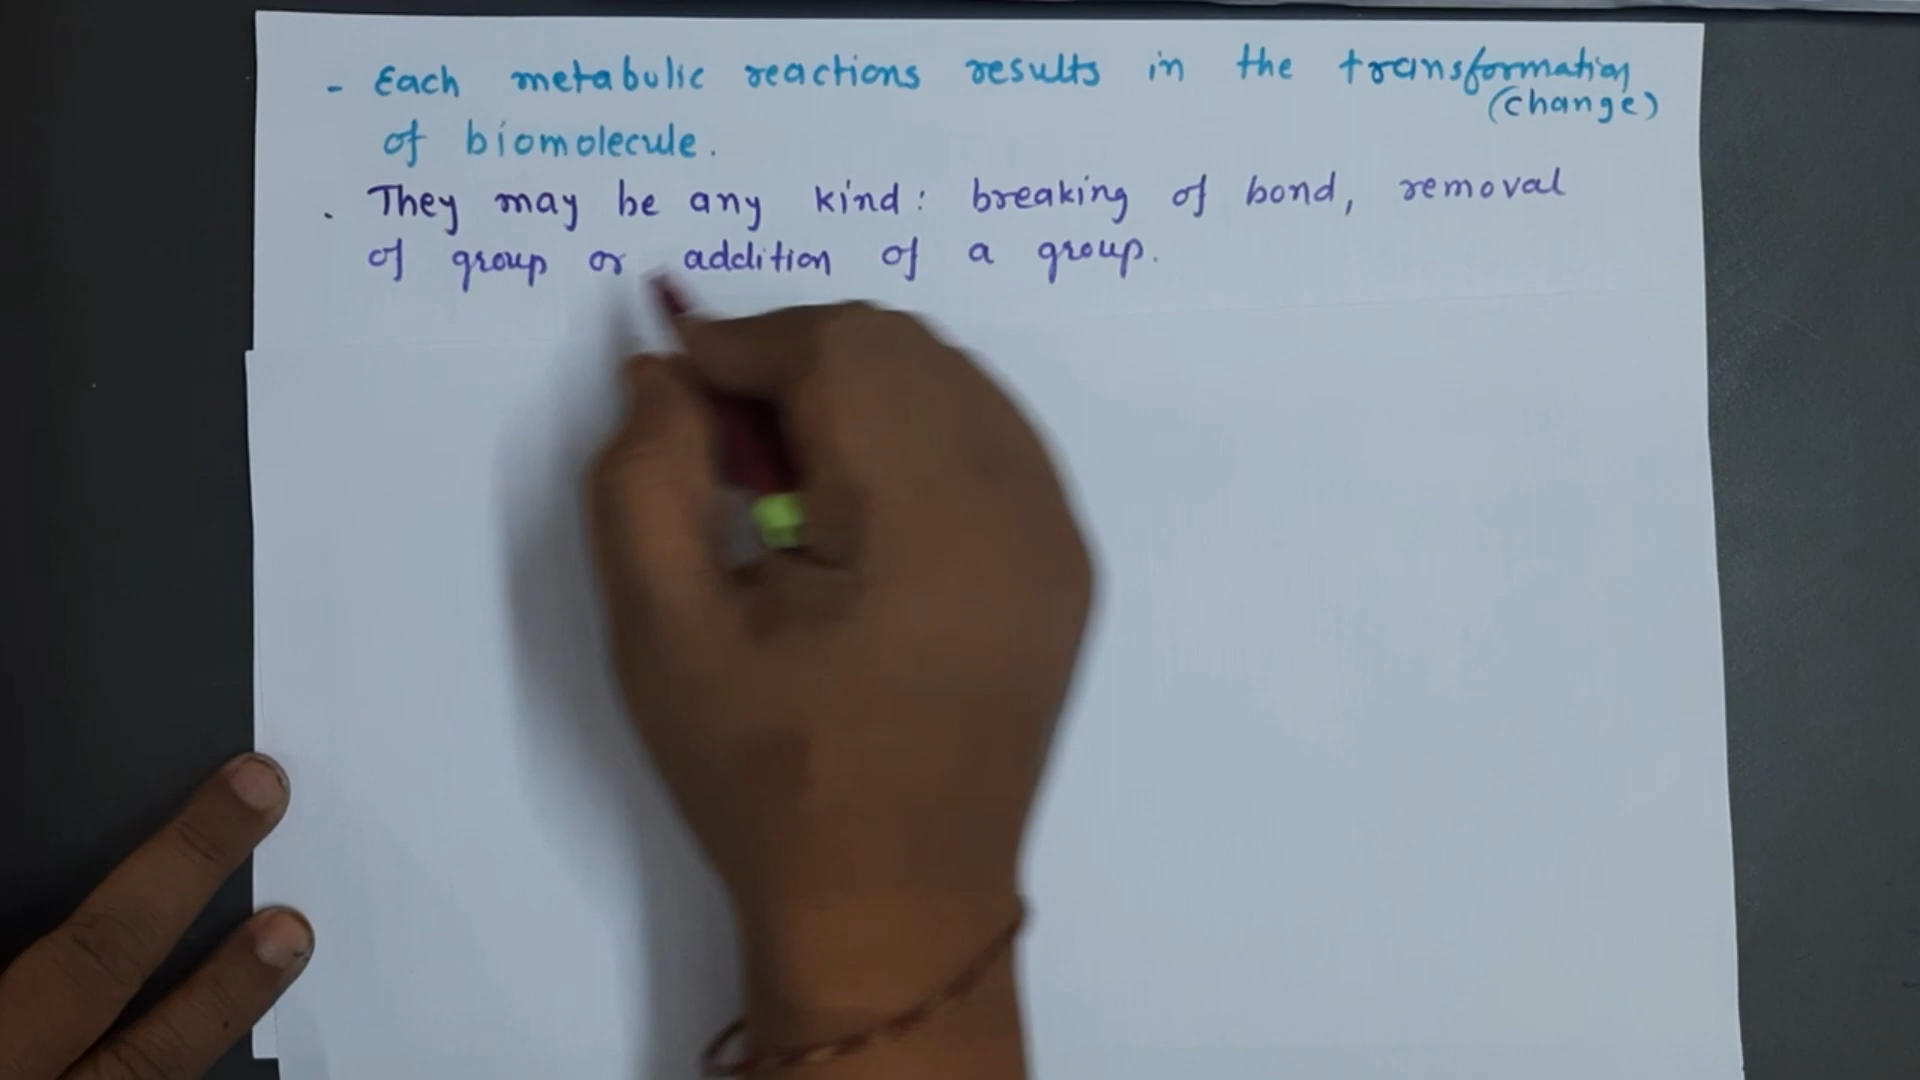 - Each metabulic reactions results in the transformation
(change)
of biomolecule.
. They may be any kind: breaking of bond, removal
of group or addition of a group.